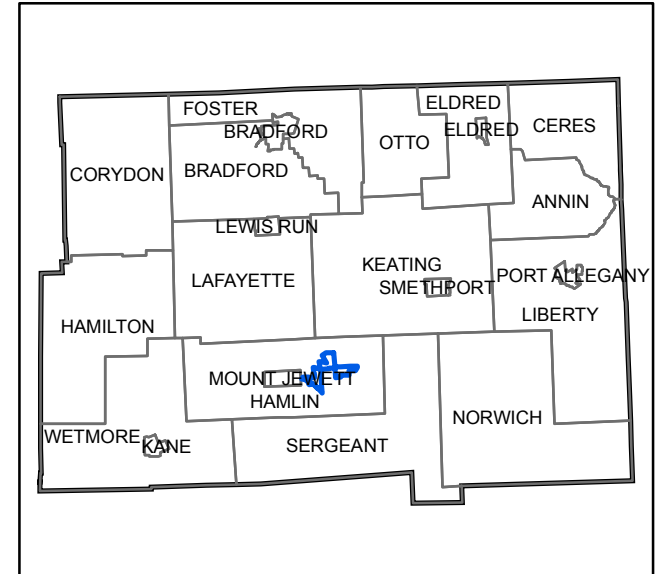 FOSTER
ELDRED
BRADFORD
ELDRED
CERES
OTTO
CORYDON
BRADFORD
ANNIN
LEWIS RUN
KEATING
PORT ALLEGANY
LAFAYETTE
SMETHPORT
LIBERTY
HAMILTON
MOUNT JEWETT
HAMLIN
NORWICH
WETMORE
KANE
SERGEANT